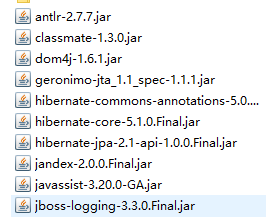 antlr-2.7.7.jar
classmate-1.3.0.jar
dom4j-1.6.1.jar
geronimo-jta_1.1_spec-1.1.1.jar
hibernate-commons-annotations-5.0....
hibernate-core-5.1.0.Final.jar
hibernate-jpa-2.1-api-1.0.0.Final.jar
jandex-2.0.0.Final.jar
javassist-3.20.0-GA.jar
jboss-logging-3.3.0.Final.jar